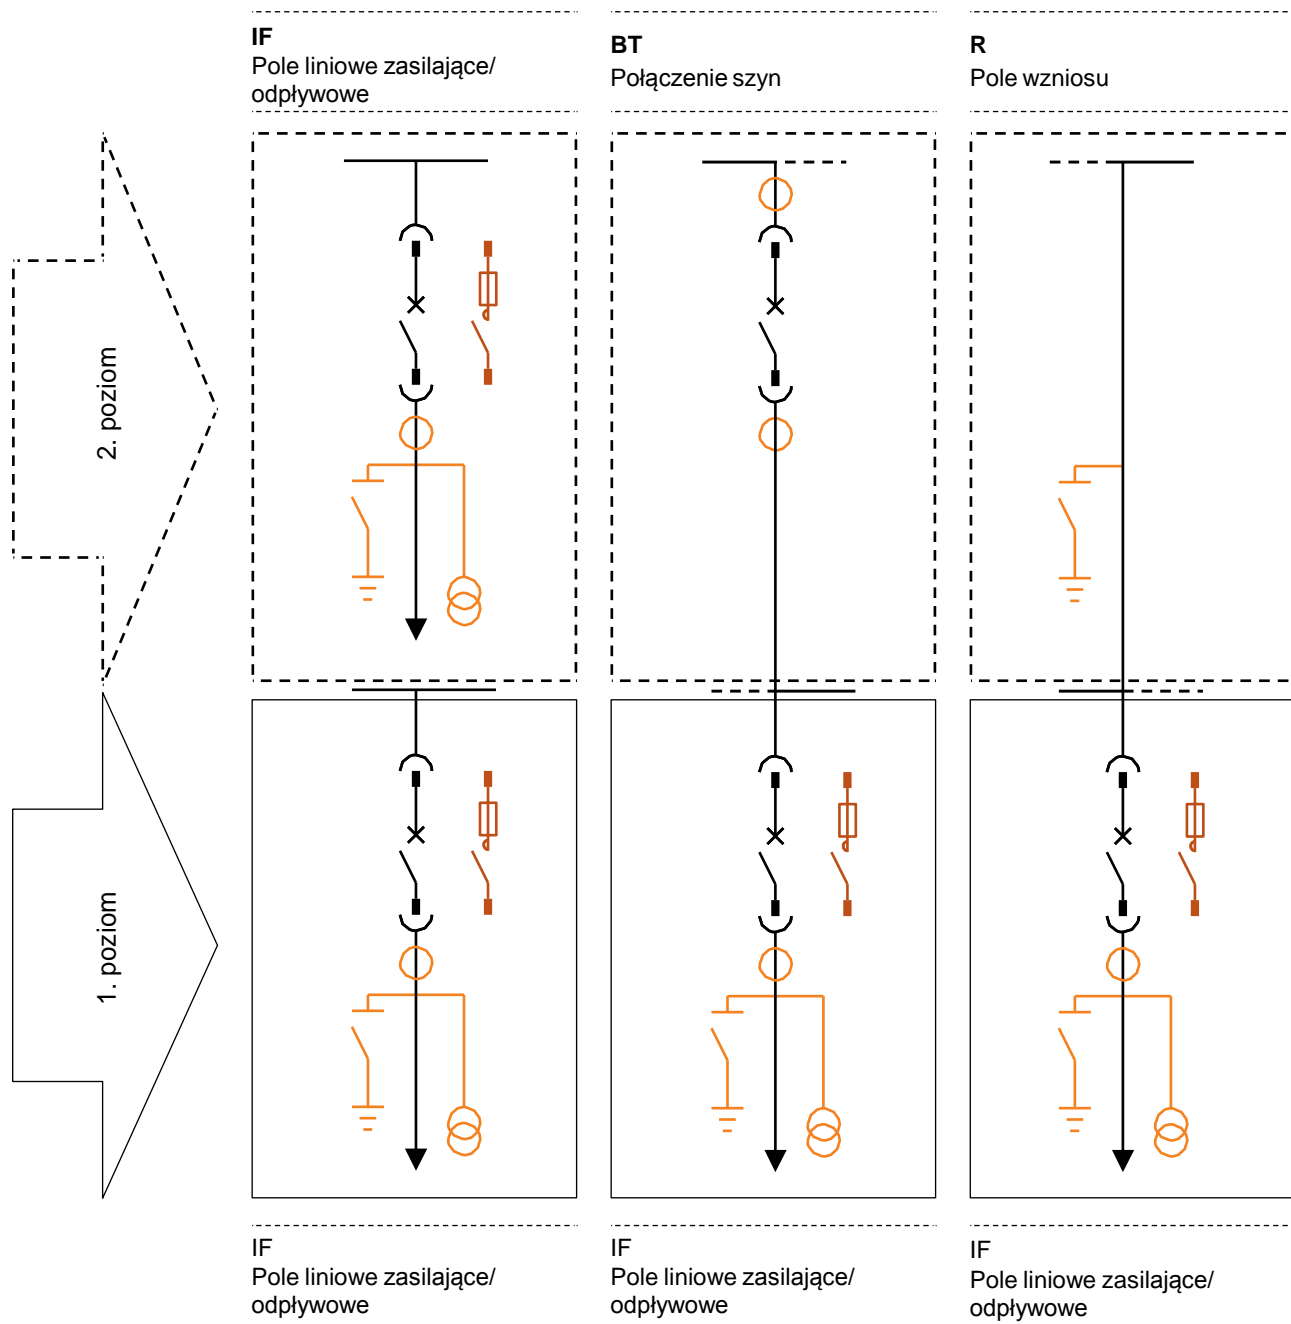 IF
Pole liniowe zasilające/
odpływowe
BT
Połączenie szyn
R
Pole wzniosu
2. poziom
1. poziom
IF
Pole liniowe zasilające/
odpływowe
IF
Pole liniowe zasilające/
odpływowe
IF
Pole liniowe zasilające/
odpływowe